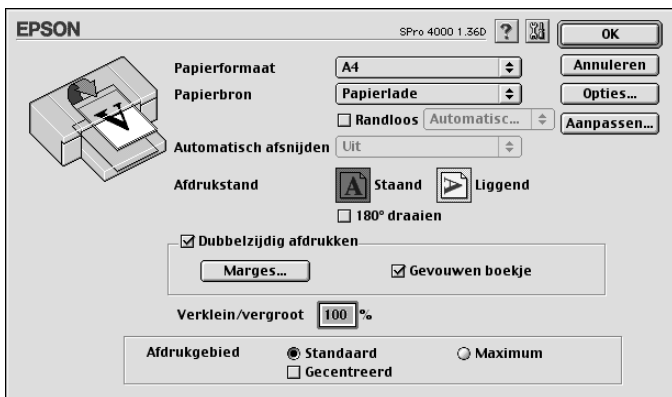 EPSON SPro 4000 1.36D ? OK
Papierformaat A4 Annuleren
Papierbron Papierlade Opties...
Randloos Automatisc... Aanpassen...
Automatisch afsnijden Uit
Afdrukstand A Staand A Liggend
180° draaien
Dubbelzijdig afdrukken
Marges... Gevouwen boekje
Verklein/vergroot 100 %
Afdrukgebied Standaard Maximum
Gecentreerd